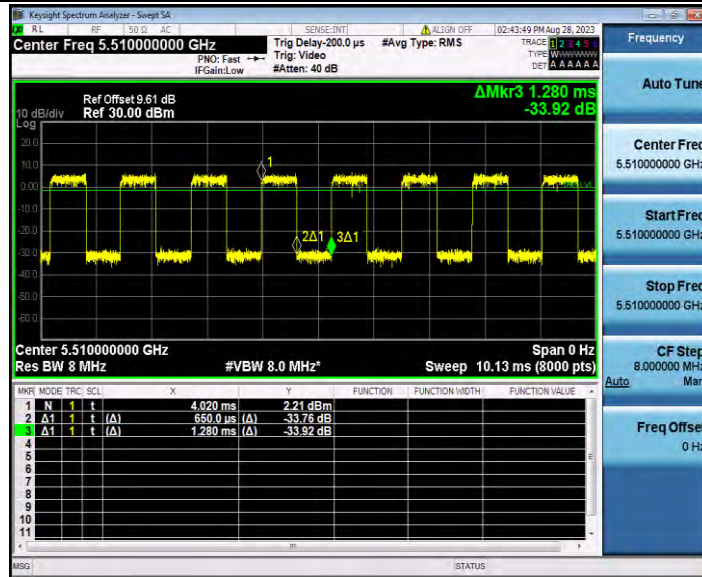 Keysight Spectrum Analyzer - Swept SA
RL RF 50 Ω AC SENSE:INT ALIGN OFF 02:43:49 PM Aug 28, 2023
Center Freq 5.510000000 GHz
PNO: Fast
IFGain:Low
Trig Delay-200.0 µs
Trig: Video
#Atten: 40 dB
#Avg Type: RMS
TRACE 1 2 3 4 5 6
TYPE W
DET A A A A A A
Frequency
Ref Offset 9.61 dB
10 dB/div Ref 30.00 dBm
Log
ΔMkr3 1.280 ms
-33.92 dB
20.0
10.0
0.00
-10.0
-20.0
-30.0
-40.0
-50.0
-60.0
1
2Δ1
3Δ1
Center 5.510000000 GHz Span 0 Hz
Res BW 8 MHz #VBW 8.0 MHz* Sweep 10.13 ms (8000 pts)
MKR MODE TRC SCL X Y FUNCTION FUNCTION WIDTH FUNCTION VALUE
1 N 1 t 4.020 ms 2.21 dBm
2 Δ1 1 t (Δ) 650.0 µs (Δ) -33.76 dB
3 Δ1 1 t (Δ) 1.280 ms (Δ) -33.92 dB
4
5
6
7
8
9
10
11
Auto Tune
Center Freq
5.510000000 GHz
Start Freq
5.510000000 GHz
Stop Freq
5.510000000 GHz
CF Step
8.000000 MHz
Auto Man
Freq Offset
0 Hz
MSG STATUS